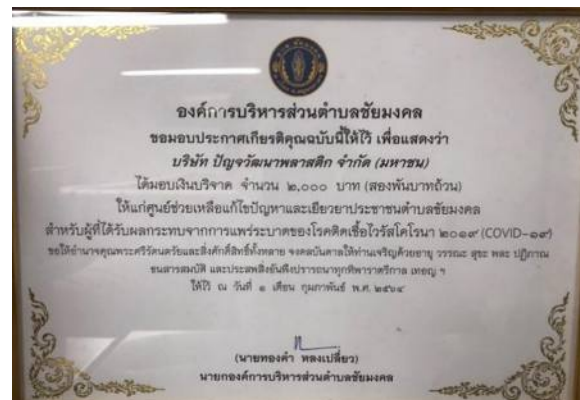 องค์การบริหารส่วนตำบลชัยมงคล
ขอมอบประกาศเกียรติคุณฉบับนี้ให้ไว้ เพื่อแสดงว่า
บริษัท ปัญจวัฒนาพลาสติก จำกัด (มหาชน)
ได้มอบเงินบริจาค จำนวน ๒,๐๐๐ บาท (สองพันบาทถ้วน)
ให้แก่ศูนย์ช่วยเหลือแก้ไขปัญหาและเยียวยาประชาชนตำบลชัยมงคล
สำหรับผู้ที่ได้รับผลกระทบจากการแพร่ระบาดของโรคติดเชื้อไวรัสโคโรนา ๒๐๑๙ (COVID-๑๙)
ขอให้อำนาจคุณพระศรีรัตนตรัยและสิ่งศักดิ์สิทธิ์ทั้งหลาย จงดลบันดาลให้ท่านเจริญด้วยอายุ วรรณะ สุขะ พละ ปฏิภาณ
ธนสารสมบัติ และประสพสิ่งอันพึงปรารถนาทุกทิพาราตรีกาล เทอญ ฯ
ให้ไว้ ณ วันที่ ๑ เดือน กุมภาพันธ์ พ.ศ. ๒๕๖๔
(นายทองคำ หลงเปลี่ยว)
นายกองค์การบริหารส่วนตำบลชัยมงคล